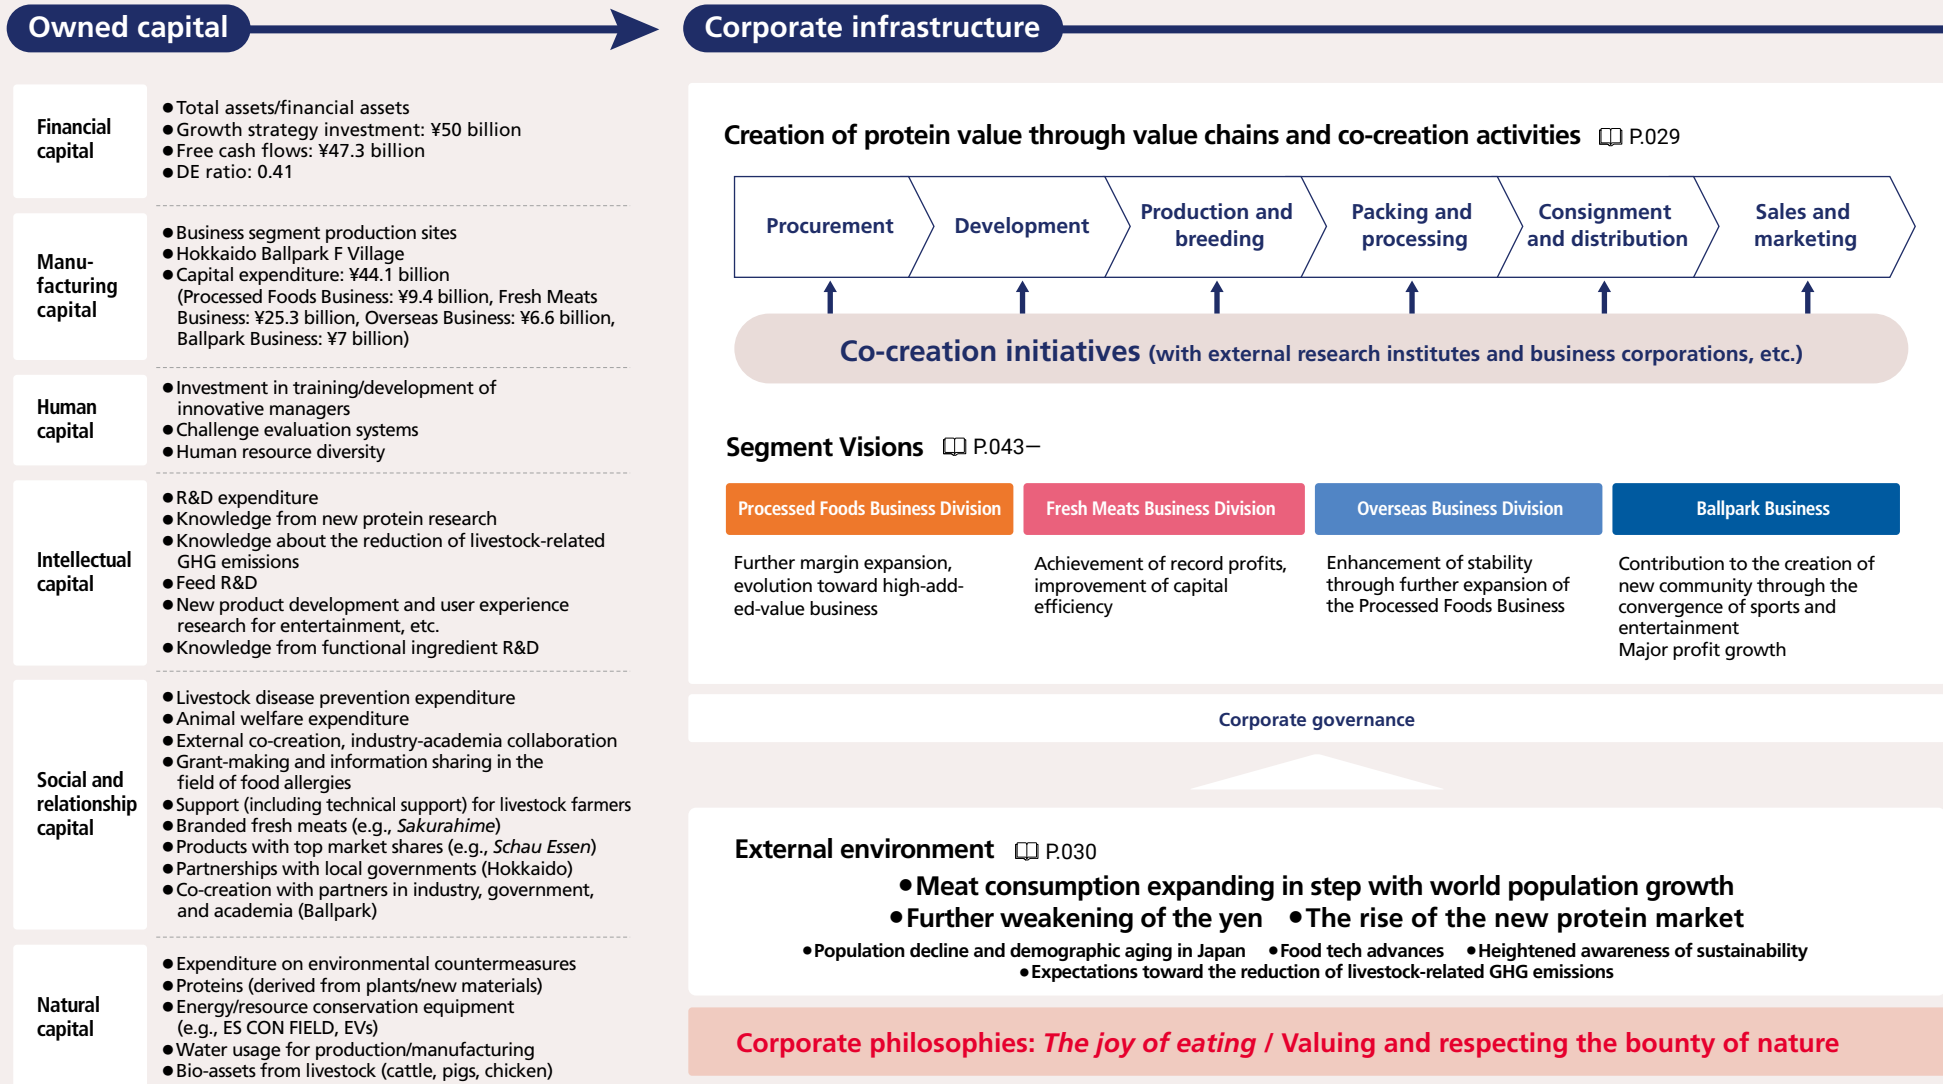 Owned capital
Corporate infrastructure
Financial
capital
●Total assets/financial assets
●Growth strategy investment: ¥50 billion
●Free cash flows: ¥47.3 billion
●DE ratio: 0.41
Manu-
facturing
capital
●Business segment production sites
●Hokkaido Ballpark F Village
●Capital expenditure: ¥44.1 billion
(Processed Foods Business: ¥9.4 billion, Fresh Meats
Business: ¥25.3 billion, Overseas Business: ¥6.6 billion,
Ballpark Business: ¥7 billion)
Human
capital
●Investment in training/development of
innovative managers
●Challenge evaluation systems
●Human resource diversity
Intellectual
capital
●R&D expenditure
●Knowledge from new protein research
●Knowledge about the reduction of livestock-related
GHG emissions
●Feed R&D
●New product development and user experience
research for entertainment, etc.
●Knowledge from functional ingredient R&D
Social and
relationship
capital
●Livestock disease prevention expenditure
●Animal welfare expenditure
●External co-creation, industry-academia collaboration
●Grant-making and information sharing in the
field of food allergies
●Support (including technical support) for livestock farmers
●Branded fresh meats (e.g., Sakurahime)
●Products with top market shares (e.g., Schau Essen)
●Partnerships with local governments (Hokkaido)
●Co-creation with partners in industry, government,
and academia (Ballpark)
Natural
capital
●Expenditure on environmental countermeasures
●Proteins (derived from plants/new materials)
●Energy/resource conservation equipment
(e.g., ES CON FIELD, EVs)
●Water usage for production/manufacturing
●Bio-assets from livestock (cattle, pigs, chicken)
Creation of protein value through value chains and co-creation activities P.029
Procurement
Development
Production and
breeding
Packing and
processing
Consignment
and distribution
Sales and
marketing
Co-creation initiatives (with external research institutes and business corporations, etc.)
Segment Visions P.043—
Processed Foods Business Division
Further margin expansion,
evolution toward high-add-
ed-value business
Fresh Meats Business Division
Achievement of record profits,
improvement of capital
efficiency
Overseas Business Division
Enhancement of stability
through further expansion of
the Processed Foods Business
Ballpark Business
Contribution to the creation of
new community through the
convergence of sports and
entertainment
Major profit growth
Corporate governance
External environment P.030
●Meat consumption expanding in step with world population growth
●Further weakening of the yen ●The rise of the new protein market
●Population decline and demographic aging in Japan ●Food tech advances ●Heightened awareness of sustainability
●Expectations toward the reduction of livestock-related GHG emissions
Corporate philosophies: The joy of eating / Valuing and respecting the bounty of nature